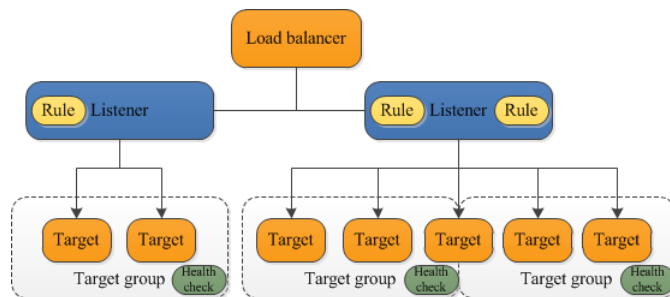 Load balancer
Rule Listener
Rule Listener Rule
Target Target
Target Target Target Target Target
Target group Health check
Target group Health check
Target group Health check